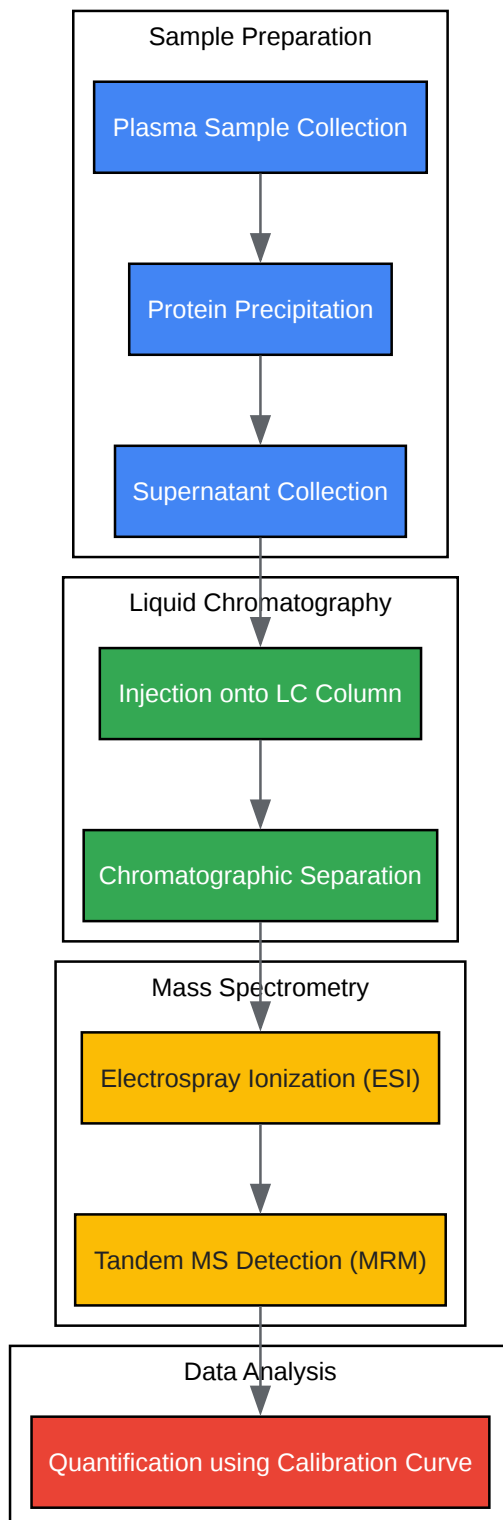 Sample Preparation
Plasma Sample Collection
Protein Precipitation
Supernatant Collection
Liquid Chromatography
Injection onto LC Column
Chromatographic Separation
Mass Spectrometry
Electrospray Ionization (ESI)
Tandem MS Detection (MRM)
Data Analysis
Quantification using Calibration Curve